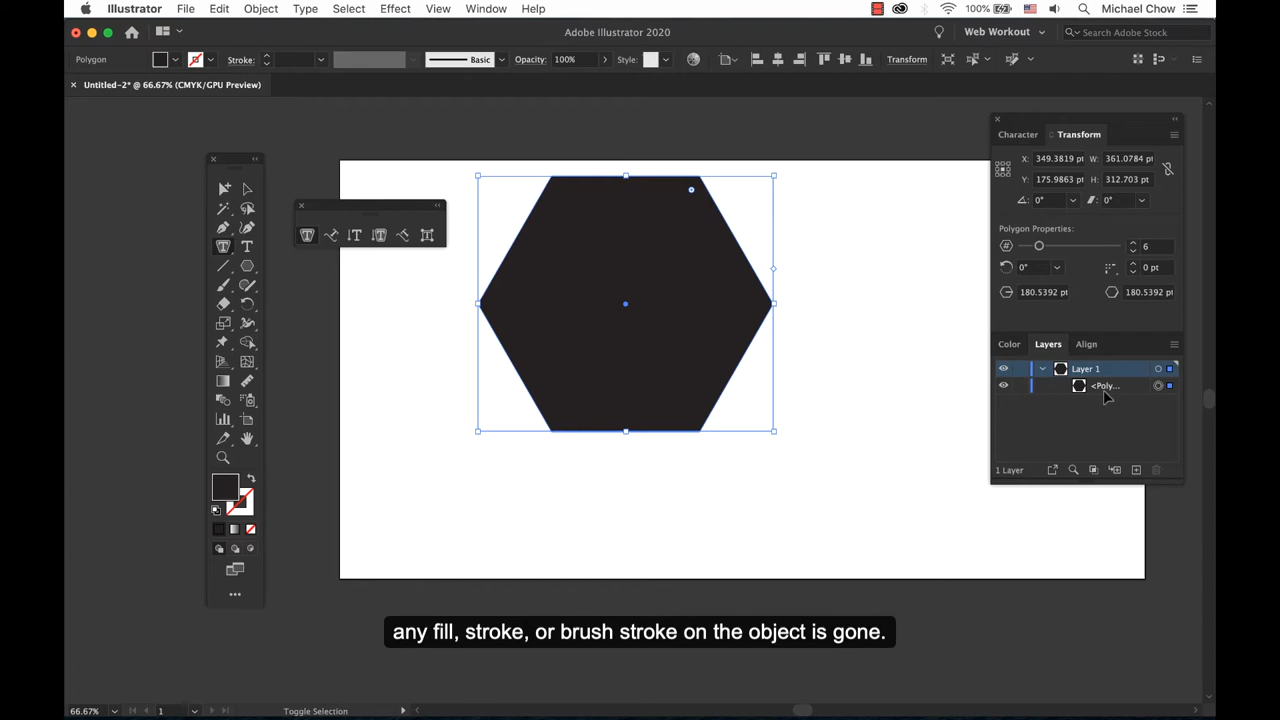 Illustrator File Edit Object Type Select Effect View Window Help 100% Michael Chow
Adobe Illustrator 2020 Web Workout Search Adobe Stock
Polygon Stroke: Basic Opacity: 100% Style: Transform
Untitled-2* @ 66.67% (CMYK/GPU Preview)
Character Transform
X: 349.3819 pt W: 361.0784 pt
Y: 175.9863 pt H: 312.703 pt
0° 0°
Polygon Properties:
6
0° 0 pt
180.5392 pt 180.5392 pt
Color Layers Align
Layer 1
<Poly...
1 Layer
any fill, stroke, or brush stroke on the object is gone.
66.67% 1 Toggle Selection